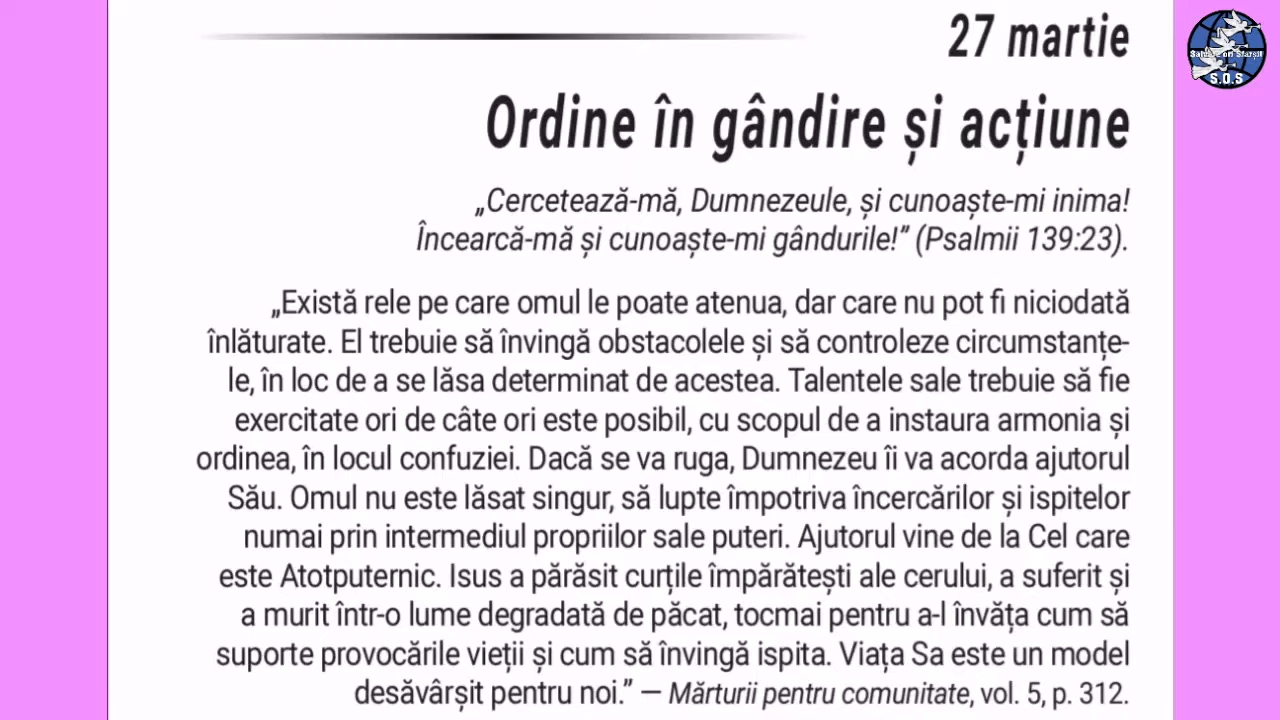 27 martie
Ordine în gândire și acțiune
„Cercetează-mă, Dumnezeule, și cunoaște-mi inima!
Încearcă-mă și cunoaște-mi gândurile!” (Psalmii 139:23).
„Există rele pe care omul le poate atenua, dar care nu pot fi niciodată
înlăturate. El trebuie să învingă obstacolele și să controleze circumstanțe-
le, în loc de a se lăsa determinat de acestea. Talentele sale trebuie să fie
exercitate ori de câte ori este posibil, cu scopul de a instaura armonia și
ordinea, în locul confuziei. Dacă se va ruga, Dumnezeu îi va acorda ajutorul
Său. Omul nu este lăsat singur, să lupte împotriva încercărilor și ispitelor
numai prin intermediul propriilor sale puteri. Ajutorul vine de la Cel care
este Atotputernic. Isus a părăsit curțile împărătești ale cerului, a suferit și
a murit într-o lume degradată de păcat, tocmai pentru a-l învăța cum să
suporte provocările vieții și cum să învingă ispita. Viața Sa este un model
desăvârșit pentru noi.” — Mărturii pentru comunitate, vol. 5, p. 312.
S.O.S